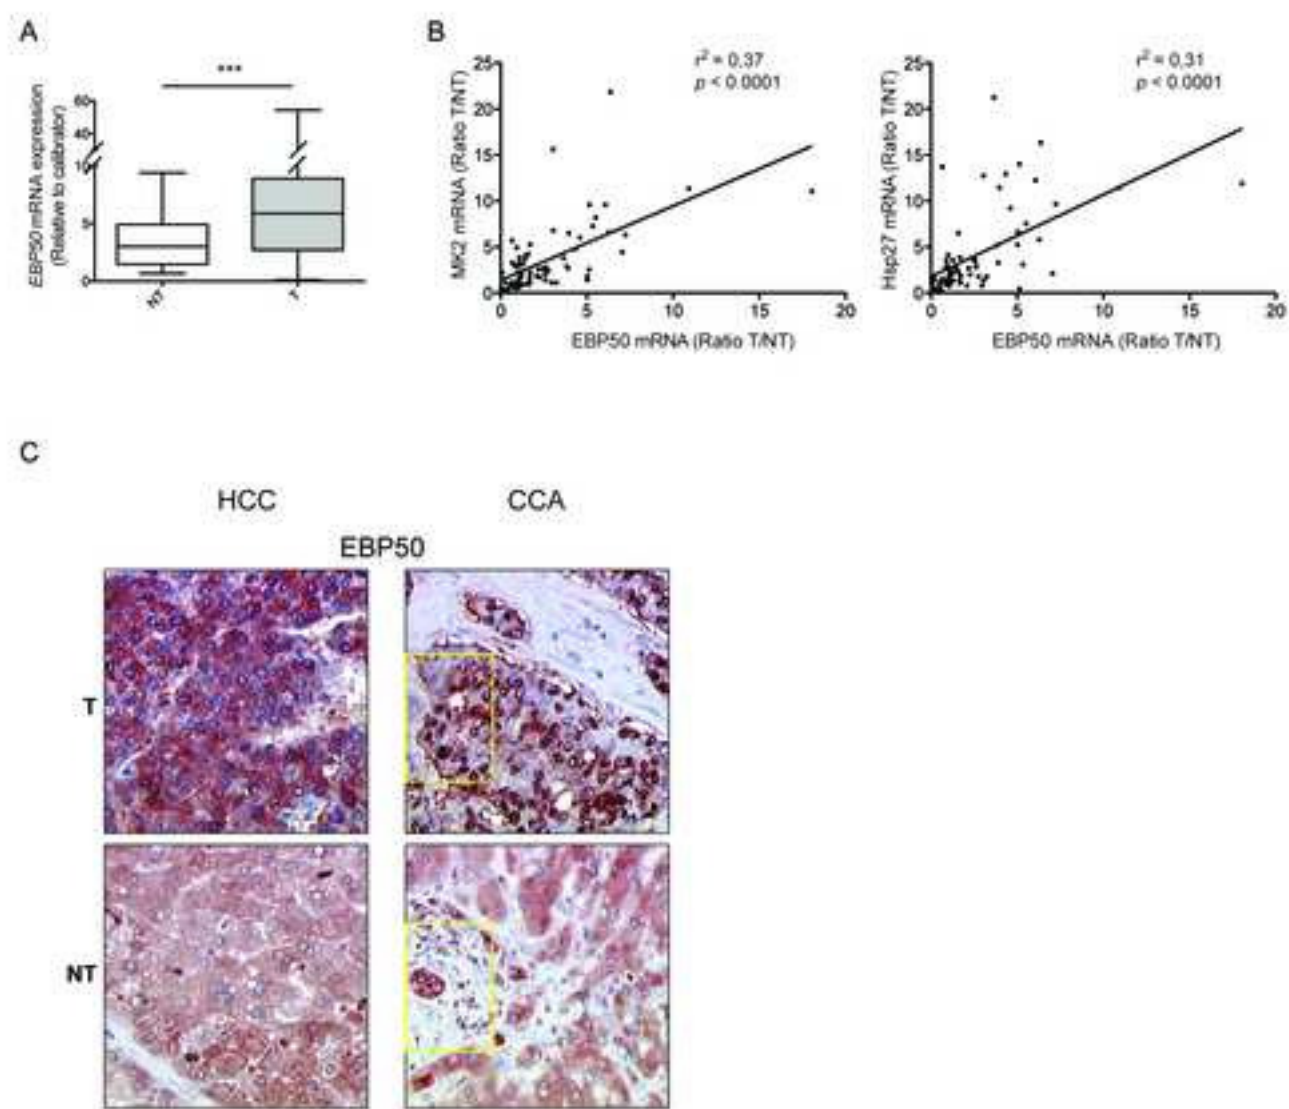 A
***
EBP50 mRNA expression
(Relative to calibrator)
60
40
10
5
0
NT
T
B
r² = 0,37
p < 0.0001
MK2 mRNA (Ratio T/NT)
25
20
15
10
5
0
0 5 10 15 20
EBP50 mRNA (Ratio T/NT)
r² = 0,31
p < 0.0001
Hsp27 mRNA (Ratio T/NT)
25
20
15
10
5
0
0 5 10 15 20
EBP50 mRNA (Ratio T/NT)
C
HCC CCA
EBP50
T
NT